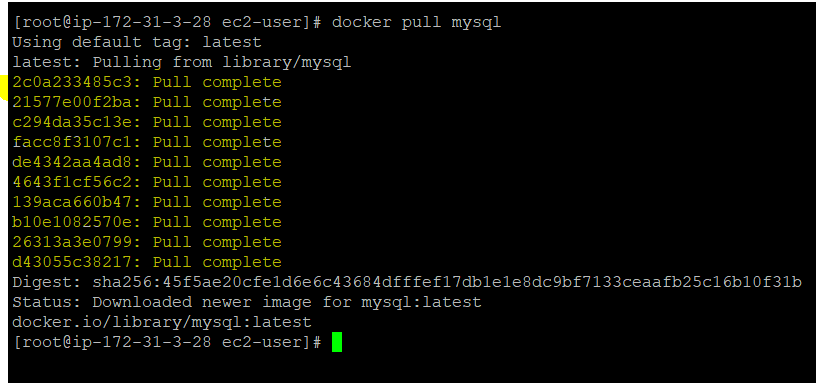 [root@ip-172-31-3-28 ec2-user]# docker pull mysql
Using default tag: latest
latest: Pulling from library/mysql
2c0a233485c3: Pull complete
21577e00f2ba: Pull complete
c294da35c13e: Pull complete
facc8f3107c1: Pull complete
de4342aa4ad8: Pull complete
4643f1cf56c2: Pull complete
139aca660b47: Pull complete
b10e1082570e: Pull complete
26313a3e0799: Pull complete
d43055c38217: Pull complete
Digest: sha256:45f5ae20cfe1d6e6c43684dfffef17db1e1e8dc9bf7133ceaafb25c16b10f31b
Status: Downloaded newer image for mysql:latest
docker.io/library/mysql:latest
[root@ip-172-31-3-28 ec2-user]#